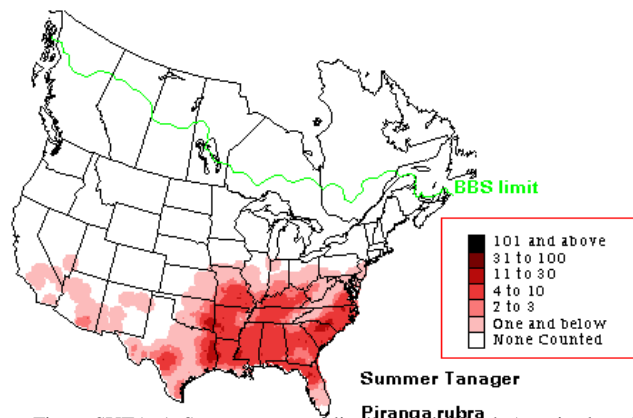 BBS limit
101 and above
31 to 100
11 to 30
4 to 10
2 to 3
One and below
None Counted
Summer Tanager
Piranga rubra